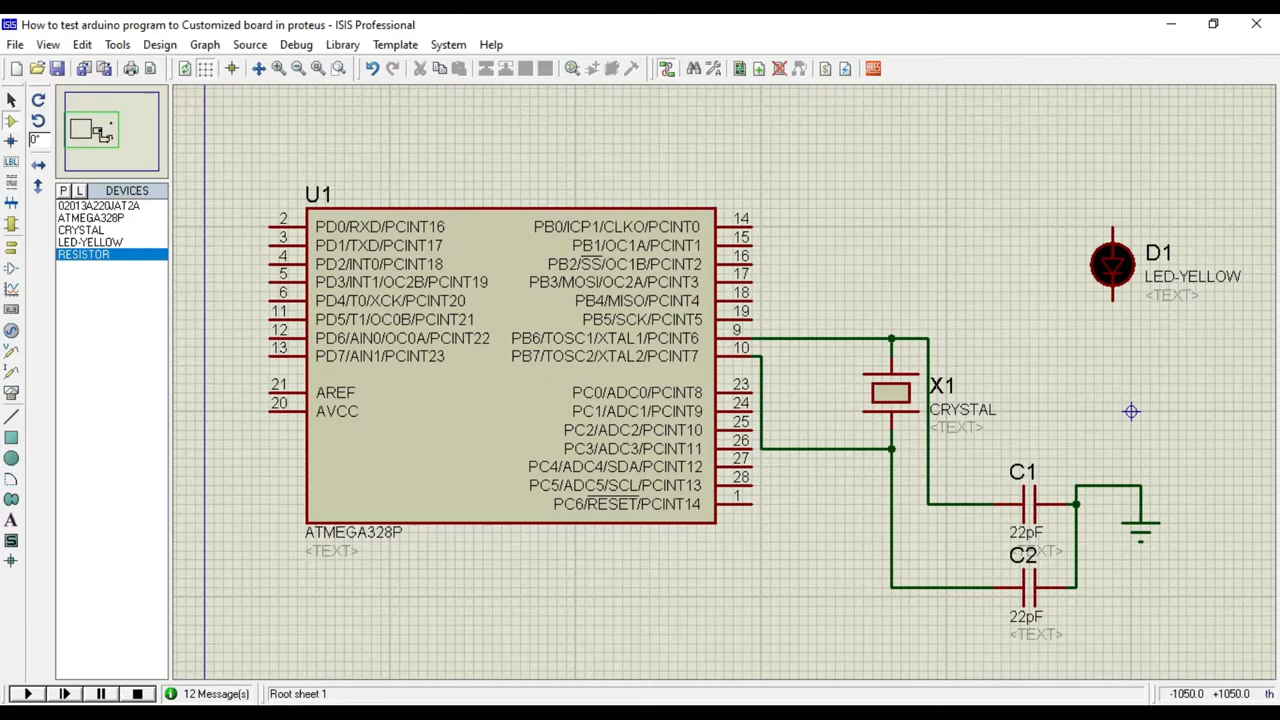 How to test arduino program to Customized board in proteus - ISIS Professional
File View Edit Tools Design Graph Source Debug Library Template System Help
0°
P L DEVICES
02013A220JAT2A
ATMEGA328P
CRYSTAL
LED-YELLOW
RESISTOR
U1
2 PD0/RXD/PCINT16 PB0/ICP1/CLKO/PCINT0 14
3 PD1/TXD/PCINT17 PB1/OC1A/PCINT1 15
4 PD2/INT0/PCINT18 PB2/SS/OC1B/PCINT2 16
5 PD3/INT1/OC2B/PCINT19 PB3/MOSI/OC2A/PCINT3 17
6 PD4/T0/XCK/PCINT20 PB4/MISO/PCINT4 18
11 PD5/T1/OC0B/PCINT21 PB5/SCK/PCINT5 19
12 PD6/AIN0/OC0A/PCINT22 PB6/TOSC1/XTAL1/PCINT6 9
13 PD7/AIN1/PCINT23 PB7/TOSC2/XTAL2/PCINT7 10
21 AREF PC0/ADC0/PCINT8 23
20 AVCC PC1/ADC1/PCINT9 24
PC2/ADC2/PCINT10 25
PC3/ADC3/PCINT11 26
PC4/ADC4/SDA/PCINT12 27
PC5/ADC5/SCL/PCINT13 28
PC6/RESET/PCINT14 1
ATMEGA328P
<TEXT>
D1
LED-YELLOW
<TEXT>
X1
CRYSTAL
<TEXT>
C1
22pF
<TEXT>
C2
22pF
<TEXT>
12 Message(s) Root sheet 1 -1050.0 +1050.0 th